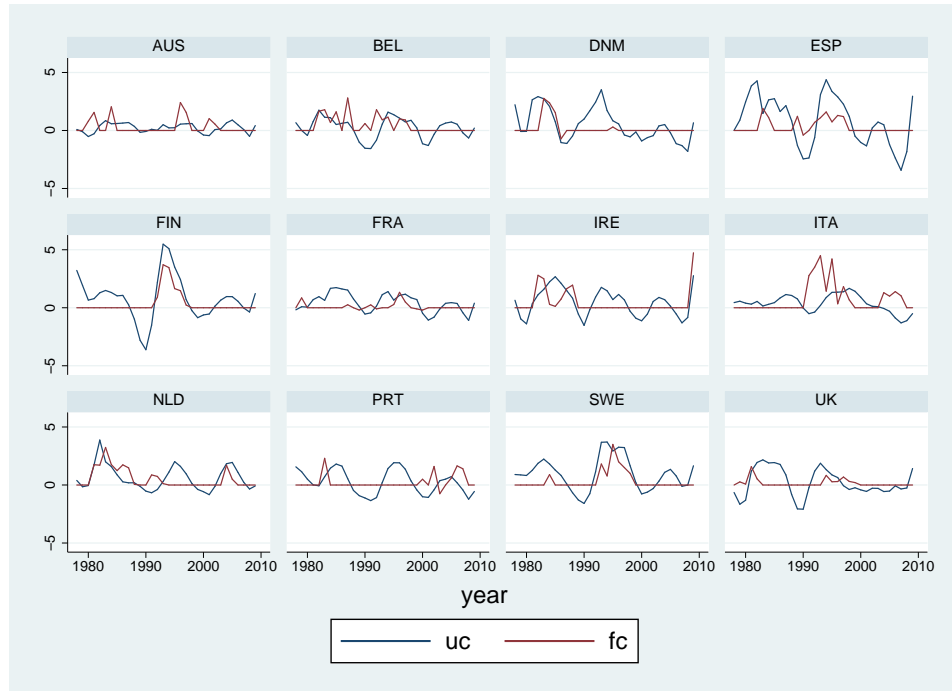 AUS BEL DNM ESP
5
0
−5
FIN FRA IRE ITA
5
0
−5
NLD PRT SWE UK
5
0
−5
1980 1990 2000 2010 1980 1990 2000 2010 1980 1990 2000 2010 1980 1990 2000 2010
year
uc fc